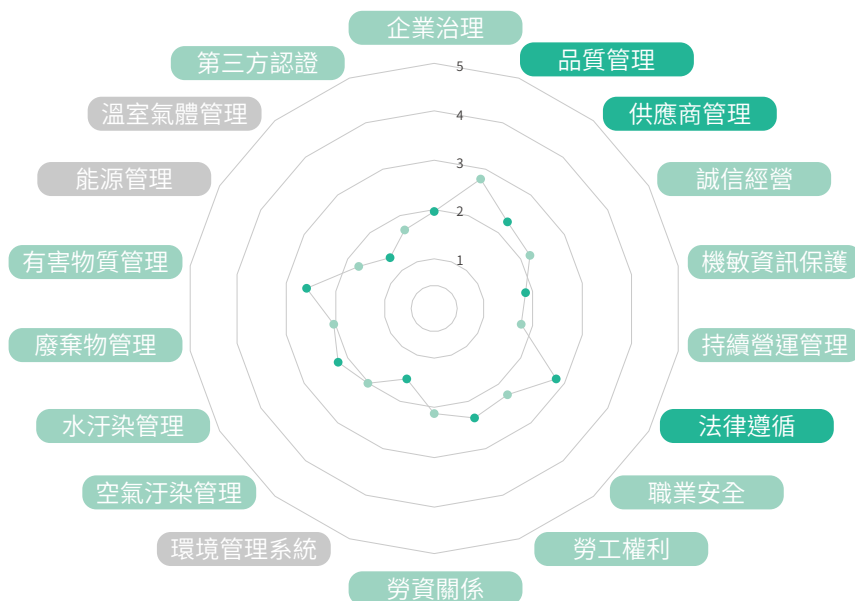 企業治理
品質管理
供應商管理
誠信經營
機敏資訊保護
持續營運管理
法律遵循
職業安全
勞工權利
勞資關係
環境管理系統
空氣汙染管理
水汙染管理
廢棄物管理
有害物質管理
能源管理
溫室氣體管理
第三方認證
5
4
3
2
1